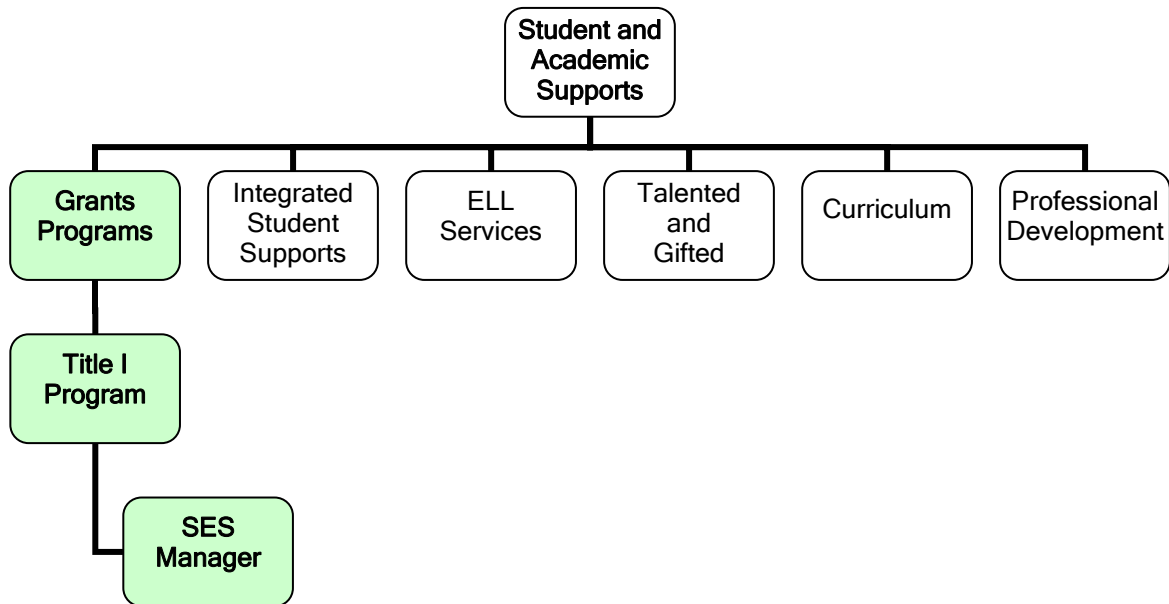 Student and
Academic
Supports
Grants
Programs
Integrated
Student
Supports
ELL
Services
Talented
and
Gifted
Curriculum
Professional
Development
Title I
Program
SES
Manager